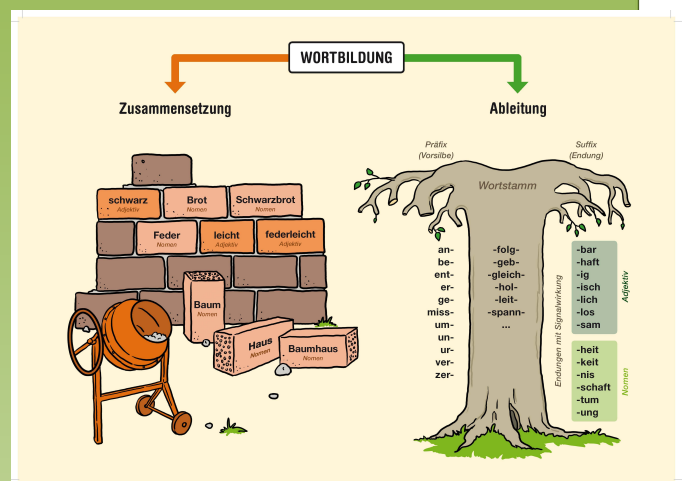 WORTBILDUNG
Zusammensetzung
schwarz
Adjektiv
Brot
Nomen
Schwarzbrot
Nomen
Feder
Nomen
leicht
Adjektiv
federleicht
Adjektiv
Baum
Nomen
Haus
Nomen
Baumhaus
Nomen
Ableitung
Präfix
(Vorsilbe)
Suffix
(Endung)
Wortstamm
an-
be-
ent-
er-
ge-
miss-
um-
un-
ur-
ver-
zer-
-folg-
-geb-
-gleich-
-hol-
-leit-
-spann-
...
Endungen mit Signalwirkung
-bar
-haft
-ig
-isch
-lich
-los
-sam
Adjektiv
-heit
-keit
-nis
-schaft
-tum
-ung
Nomen